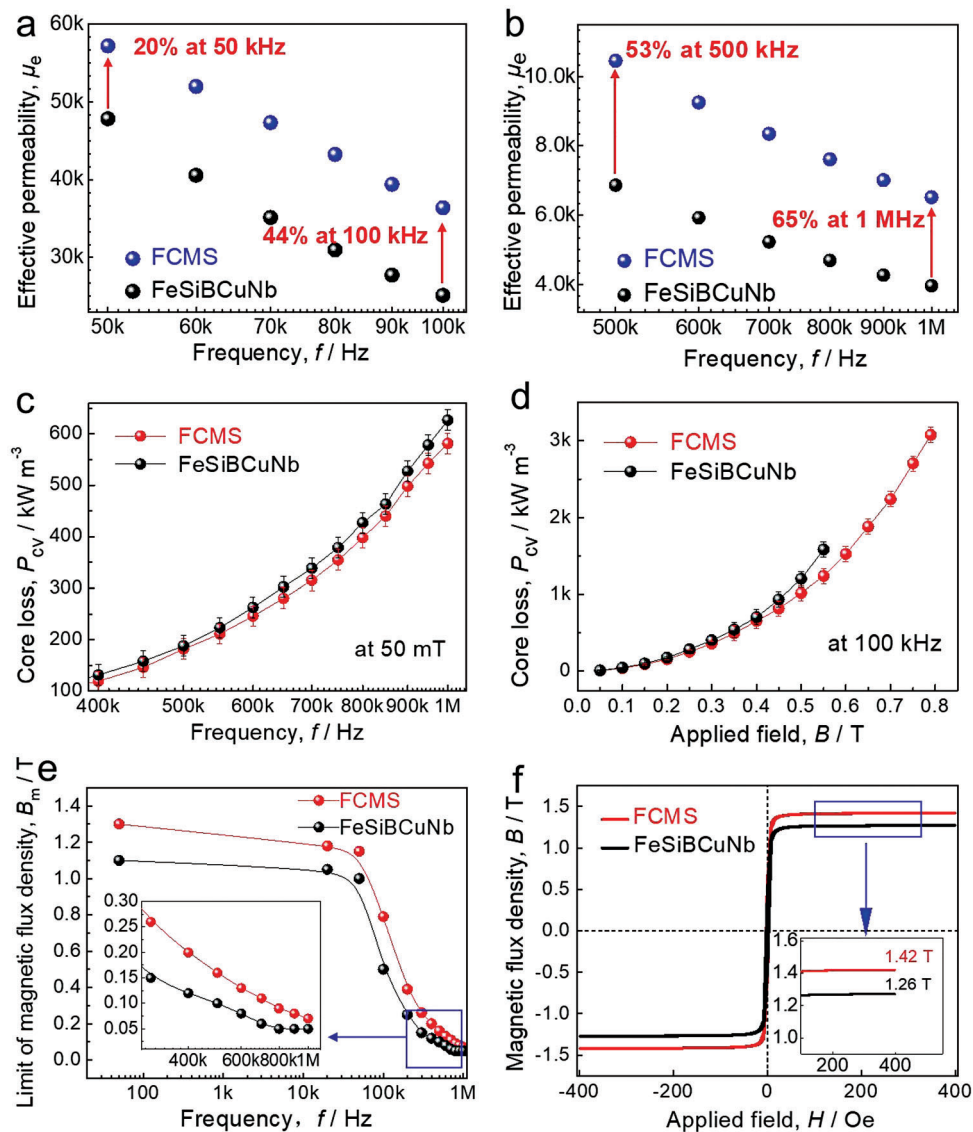 a
60k
50k
40k
30k
Effective permeability, μe
20% at 50 kHz
44% at 100 kHz
FCMS
FeSiBCuNb
50k 60k 70k 80k 90k 100k
Frequency, f / Hz
b
10.0k
8.0k
6.0k
4.0k
Effective permeability, μe
53% at 500 kHz
65% at 1 MHz
FCMS
FeSiBCuNb
500k 600k 700k 800k 900k 1M
Frequency, f / Hz
c
600
500
400
300
200
100
Core loss, PCV / kW m-3
FCMS
FeSiBCuNb
at 50 mT
400k 500k 600k 700k 800k 900k 1M
Frequency, f / Hz
d
3k
2k
1k
0
Core loss, PCV / kW m-3
FCMS
FeSiBCuNb
at 100 kHz
0.0 0.1 0.2 0.3 0.4 0.5 0.6 0.7 0.8
Applied field, B / T
e
1.4
1.2
1.0
0.8
0.6
0.4
0.2
0.0
Limit of magnetic flux density, Bm / T
FCMS
FeSiBCuNb
0.30
0.25
0.20
0.15
0.10
0.05
400k 600k 800k 1M
100 1k 10k 100k 1M
Frequency, f / Hz
f
1.5
1.0
0.5
0.0
-0.5
-1.0
-1.5
Magnetic flux density, B / T
FCMS
FeSiBCuNb
1.6
1.4
1.2
1.0
1.42 T
1.26 T
200 400
-400 -200 0 200 400
Applied field, H / Oe